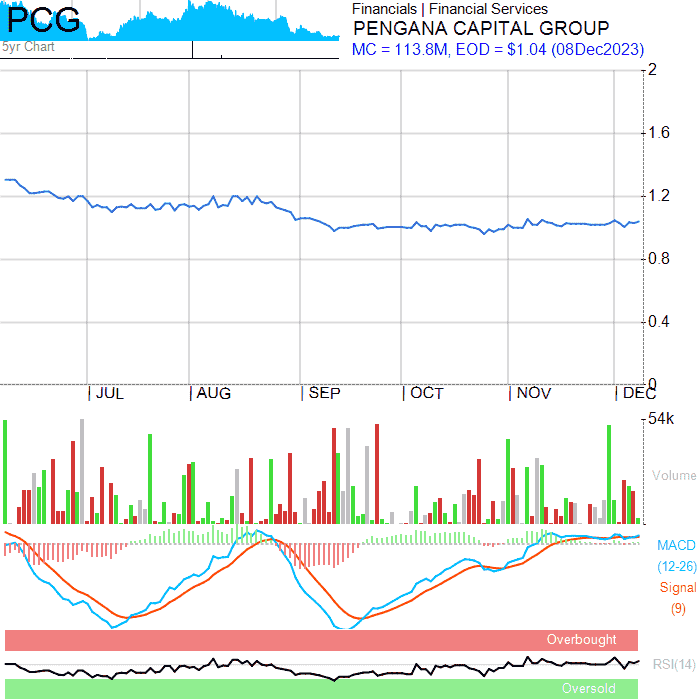 PCG
5yr Chart
Financials | Financial Services
PENGANA CAPITAL GROUP
MC = 113.8M, EOD = $1.04 (08Dec2023)
2
1.6
1.2
0.8
0.4
0
JUL AUG SEP OCT NOV DEC
54k
Volume
MACD
(12-26)
Signal
(9)
Overbought
RSI(14)
Oversold